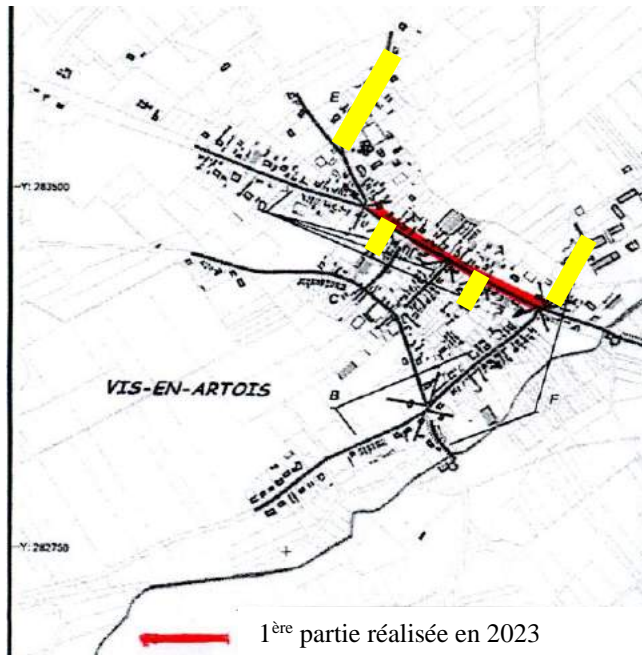 E
Y: 283500
C
VIS-EN-ARTOIS
B
F
Y: 282750
1ère partie réalisée en 2023